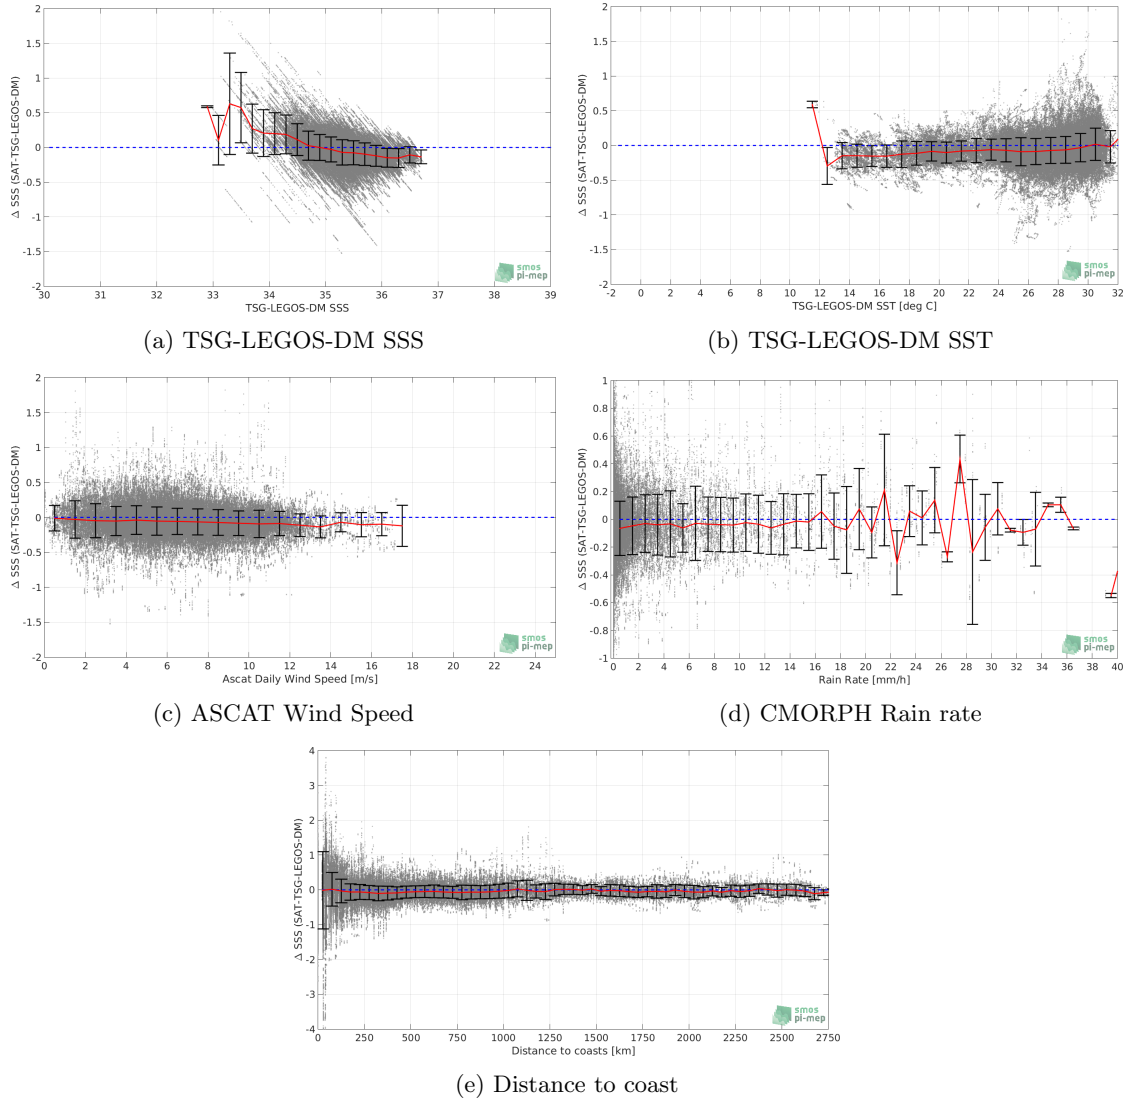 Δ SSS (SAT-TSG-LEGOS-DM)
2
1.5
1
0.5
0
-0.5
-1
-1.5
-2
30 31 32 33 34 35 36 37 38 39
TSG-LEGOS-DM SSS
smos
pi-mep
(a) TSG-LEGOS-DM SSS
Δ SSS (SAT-TSG-LEGOS-DM)
2
1.5
1
0.5
0
-0.5
-1
-1.5
-2
-2 0 2 4 6 8 10 12 14 16 18 20 22 24 26 28 30 32
TSG-LEGOS-DM SST [deg C]
smos
pi-mep
(b) TSG-LEGOS-DM SST
Δ SSS (SAT-TSG-LEGOS-DM)
2
1.5
1
0.5
0
-0.5
-1
-1.5
-2
0 2 4 6 8 10 12 14 16 18 20 22 24
Ascat Daily Wind Speed [m/s]
smos
pi-mep
(c) ASCAT Wind Speed
Δ SSS (SAT-TSG-LEGOS-DM)
1
0.8
0.6
0.4
0.2
0
-0.2
-0.4
-0.6
-0.8
-1
0 2 4 6 8 10 12 14 16 18 20 22 24 26 28 30 32 34 36 38 40
Rain Rate [mm/h]
smos
pi-mep
(d) CMORPH Rain rate
Δ SSS (SAT-TSG-LEGOS-DM)
4
3
2
1
0
-1
-2
-3
-4
0 250 500 750 1000 1250 1500 1750 2000 2250 2500 2750
Distance to coasts [km]
smos
pi-mep
(e) Distance to coast